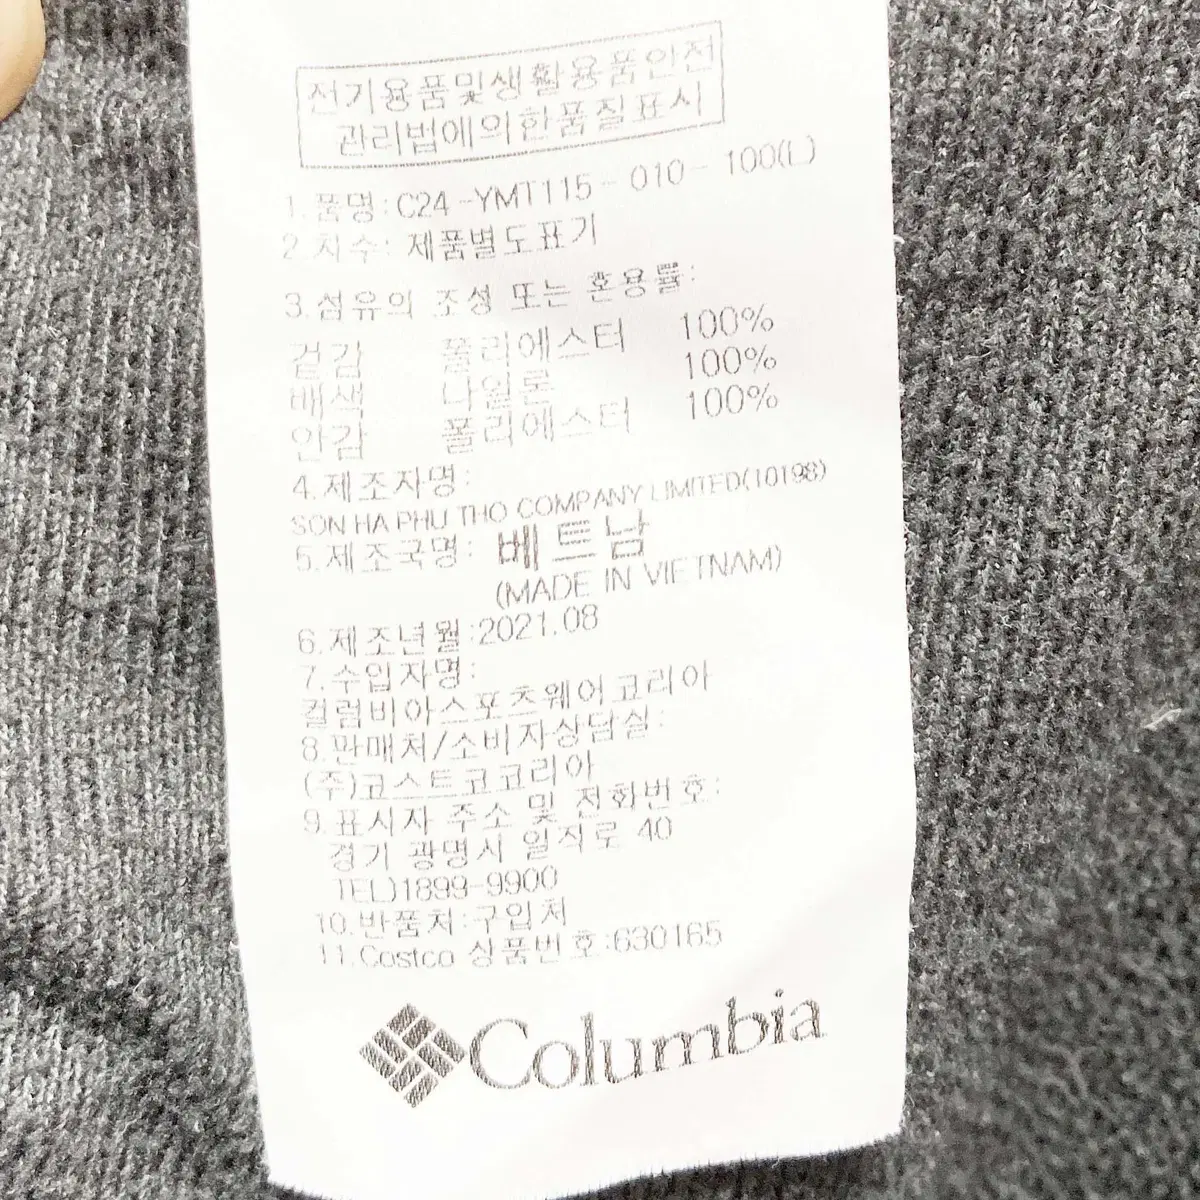 전기용품및생활용품안전
관리법에의한품질표시
1.품명:C24-YMT115-010-100(L)
2.치수: 제품별도표기
3.섬유의 조성 또는 혼용률:
겉감 폴리에스터 100%
배색 나일론 100%
안감 폴리에스터 100%
4.제조자명:
SON HA PHU THO COMPANY LIMITED(10198)
5.제조국명: 베트남
(MADE IN VIETNAM)
6.제조년월:2021.08
7.수입자명:
컬럼비아스포츠웨어코리아
8.판매처/소비자상담실:
(주)코스트코코리아
9.표시자 주소 및 전화번호:
경기 광명시 일직로 40
TEL)1899-9900
10.반품처:구입처
11.Costco 상품번호:630165
Columbia